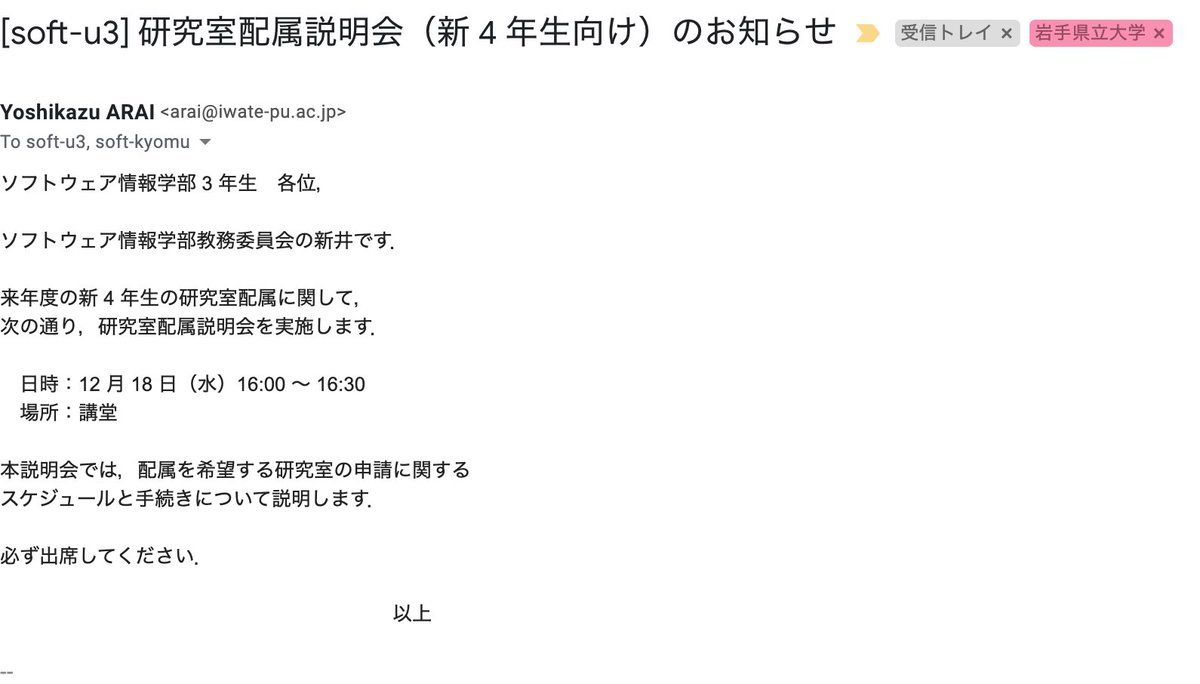 [soft-u3] 研究室配属説明会（新 4 年生向け）のお知らせ 受信トレイ × 岩手県立大学 ×
Yoshikazu ARAI <arai@iwate-pu.ac.jp>
To soft-u3, soft-kyomu
ソフトウェア情報学部 3 年生　各位，
ソフトウェア情報学部教務委員会の新井です．
来年度の新 4 年生の研究室配属に関して，
次の通り，研究室配属説明会を実施します．
日時：12 月 18 日（水）16:00 〜 16:30
場所：講堂
本説明会では，配属を希望する研究室の申請に関する
スケジュールと手続きについて説明します．
必ず出席してください．
以上
--